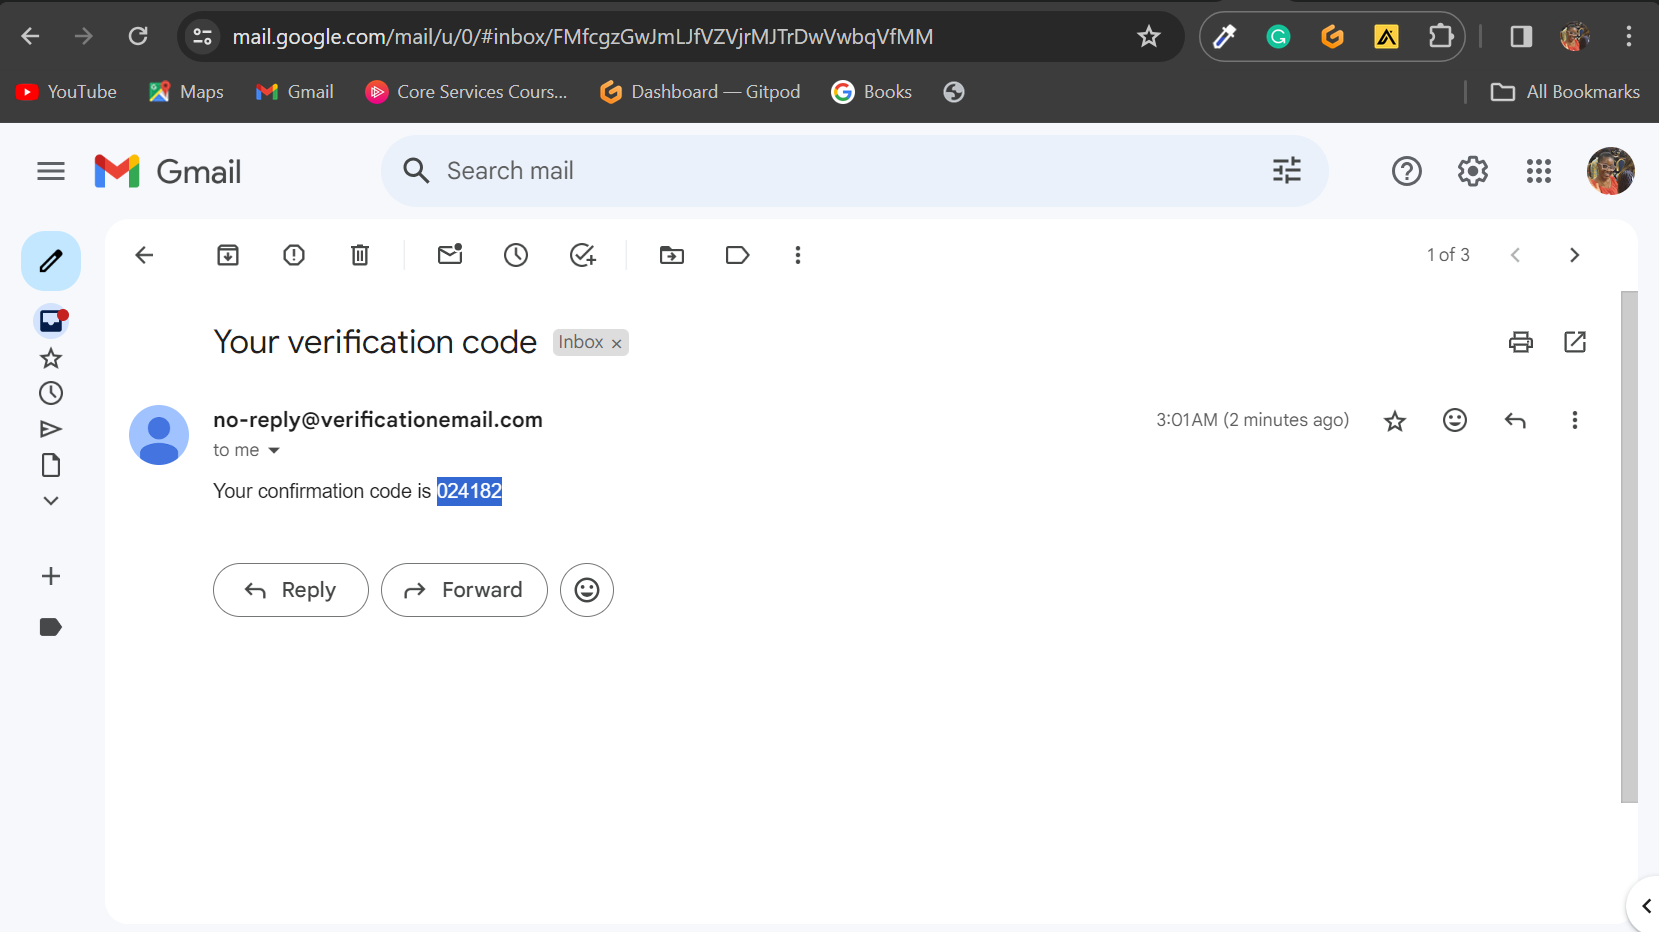 mail.google.com/mail/u/0/#inbox/FMfcgzGwJmLJfVZVjrMJTrDwVwbqVfMM
YouTube Maps Gmail Core Services Cours... Dashboard — Gitpod Books All Bookmarks
Gmail Search mail
1 of 3
Your verification code Inbox ×
no-reply@verificationemail.com 3:01 AM (2 minutes ago)
to me
Your confirmation code is 024182
Reply Forward